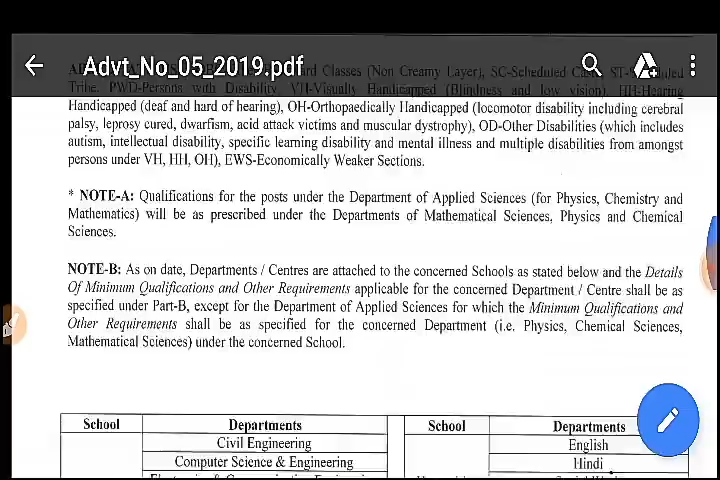 Advt_No_05_2019.pdf
Classes (Non Creamy Layer), SC-Scheduled
Tribe, PWD-Persons with Disability, VH-Visually Handicapped (Blindness and low vision), HH-Hearing
Handicapped (deaf and hard of hearing), OH-Orthopaedically Handicapped (locomotor disability including cerebral
palsy, leprosy cured, dwarfism, acid attack victims and muscular dystrophy), OD-Other Disabilities (which includes
autism, intellectual disability, specific learning disability and mental illness and multiple disabilities from amongst
persons under VH, HH, OH), EWS-Economically Weaker Sections.
* NOTE-A: Qualifications for the posts under the Department of Applied Sciences (for Physics, Chemistry and
Mathematics) will be as prescribed under the Departments of Mathematical Sciences, Physics and Chemical
Sciences.
NOTE-B: As on date, Departments / Centres are attached to the concerned Schools as stated below and the Details
Of Minimum Qualifications and Other Requirements applicable for the concerned Department / Centre shall be as
specified under Part-B, except for the Department of Applied Sciences for which the Minimum Qualifications and
Other Requirements shall be as specified for the concerned Department (i.e. Physics, Chemical Sciences,
Mathematical Sciences) under the concerned School.
School Departments School Departments
Civil Engineering English
Computer Science & Engineering Hindi